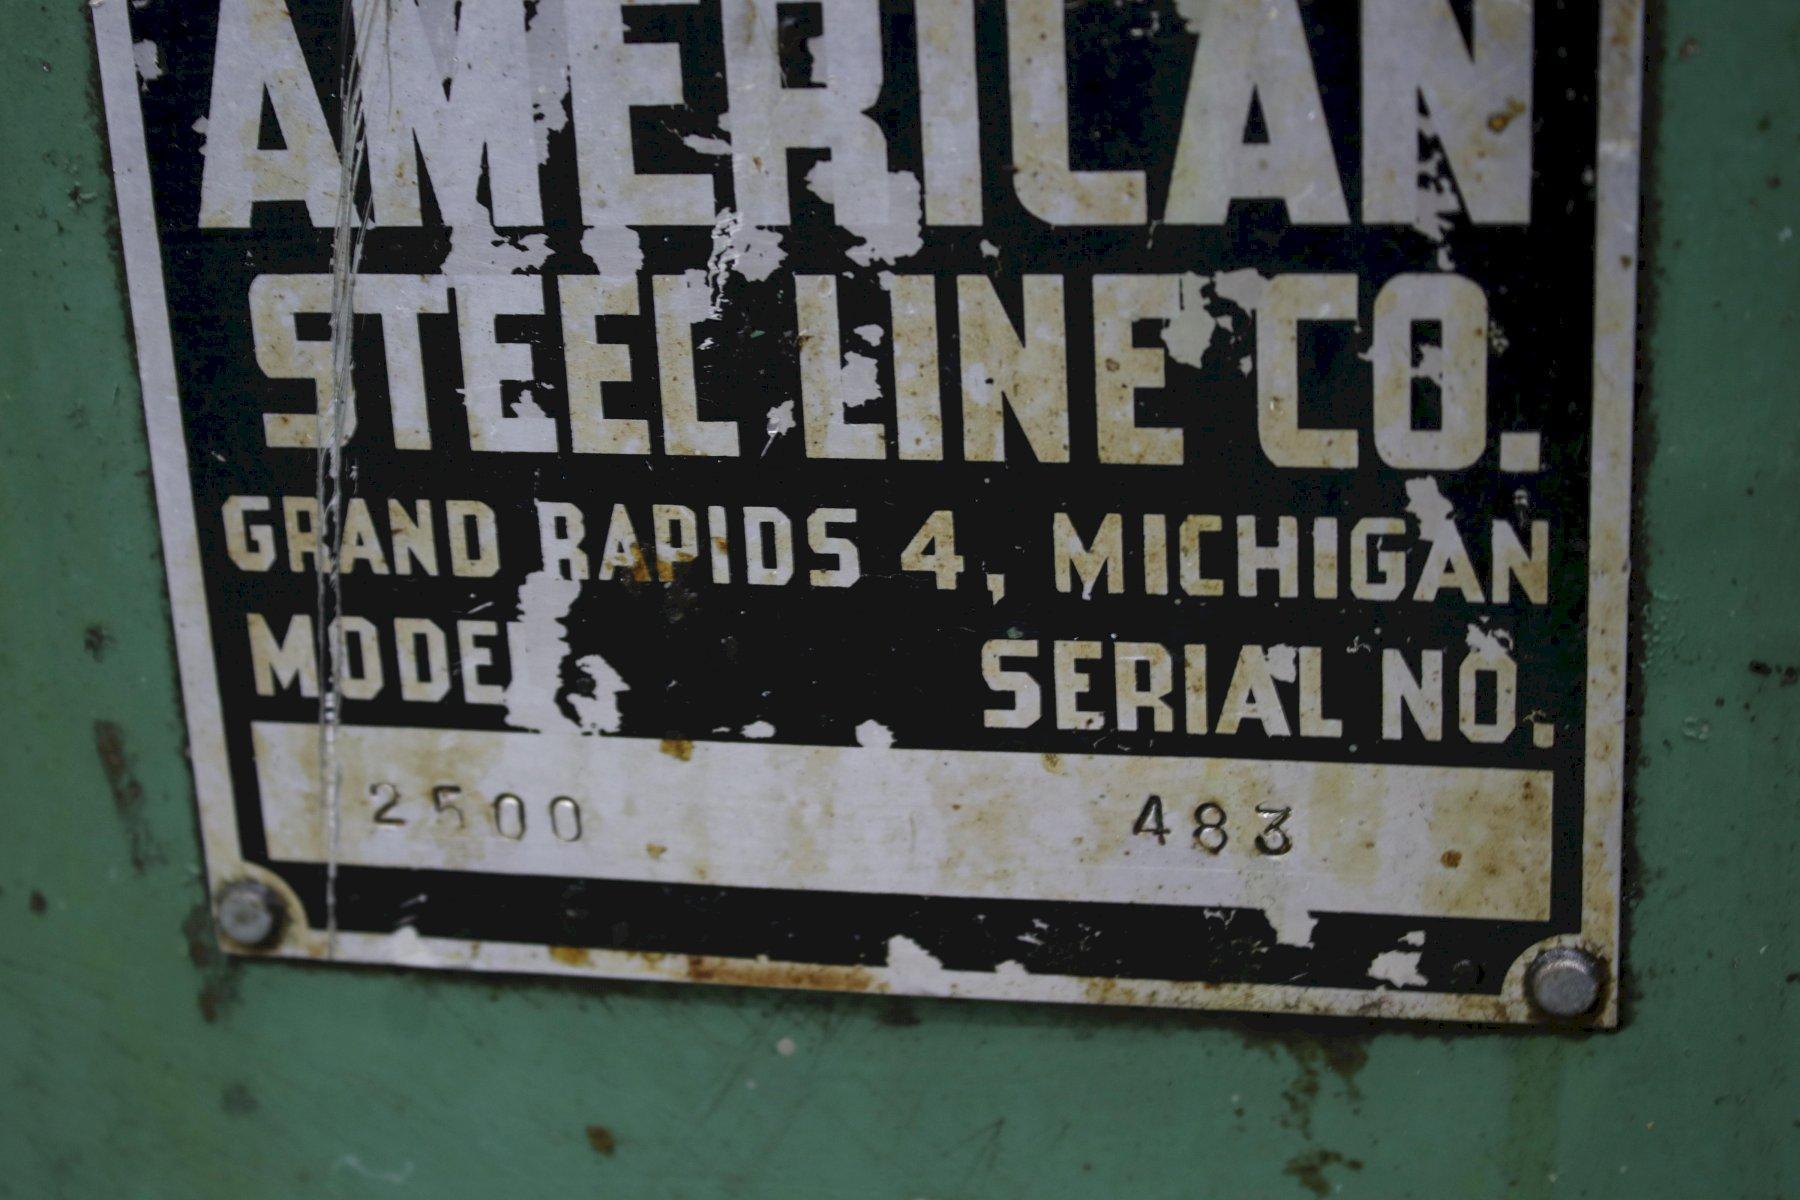 AMERICAN
STEEL LINE CO.
GRAND RAPIDS 4, MICHIGAN
MODEL SERIAL NO.
2500 483